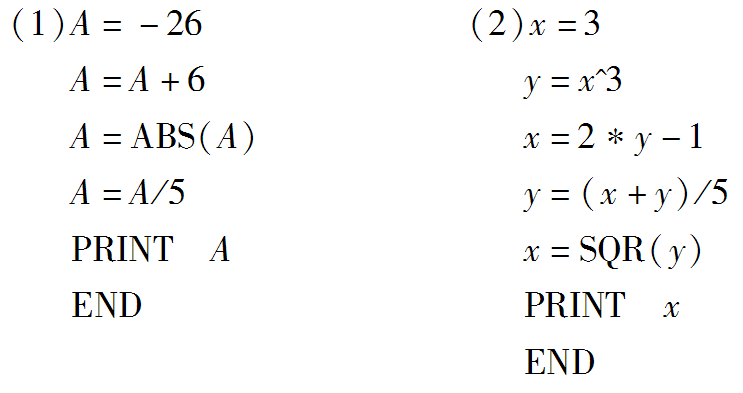 (1)A = -26
A = A + 6
A = ABS(A)
A = A/5
PRINT A
END
(2)x = 3
y = x^3
x = 2 * y - 1
y = (x + y)/5
x = SQR(y)
PRINT x
END